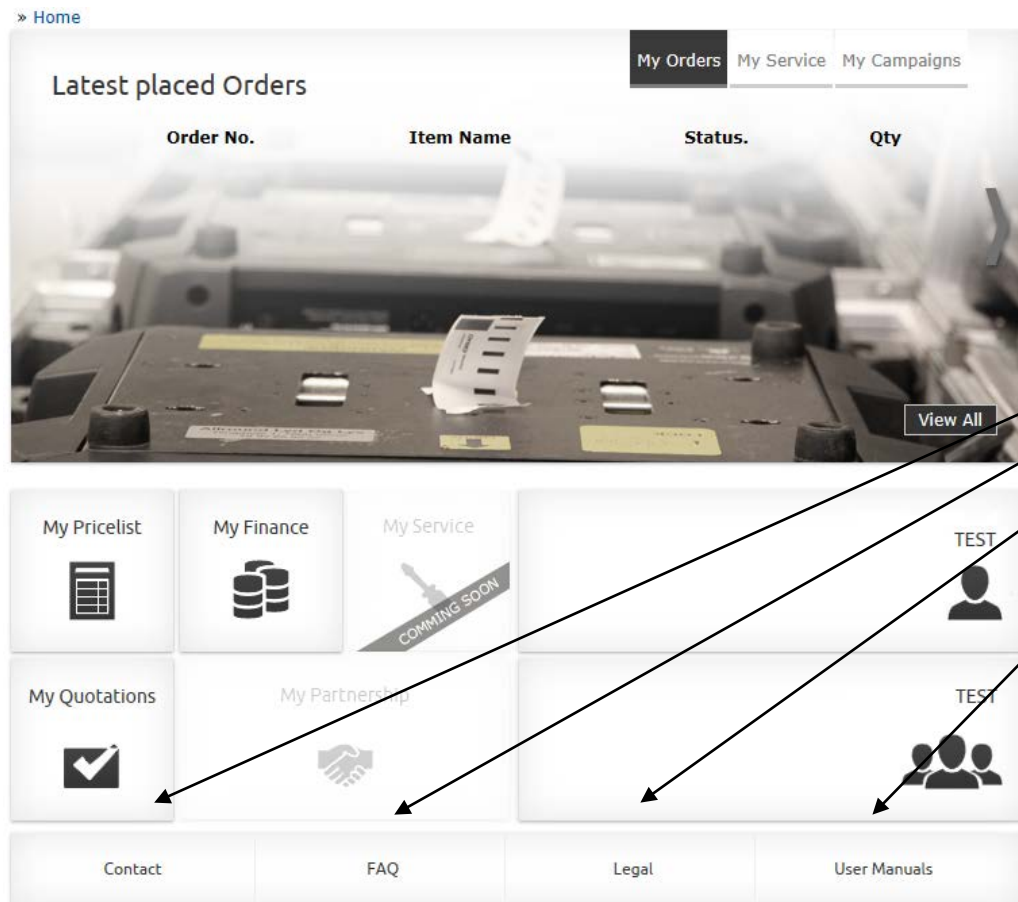 » Home
My Orders My Service My Campaigns
Latest placed Orders
Order No. Item Name Status. Qty
View All
My Pricelist My Finance My Service TEST
COMMING SOON
My Quotations My Partnership TEST
Contact FAQ Legal User Manuals